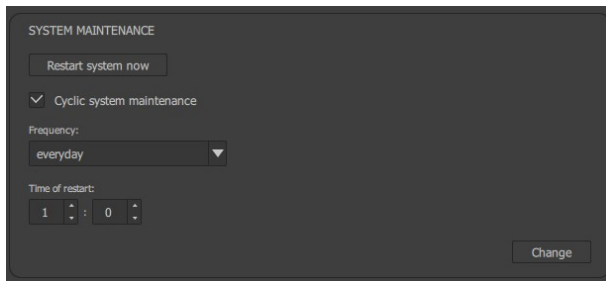 SYSTEM MAINTENANCE
Restart system now
Cyclic system maintenance
Frequency:
everyday
Time of restart:
1 : 0
Change